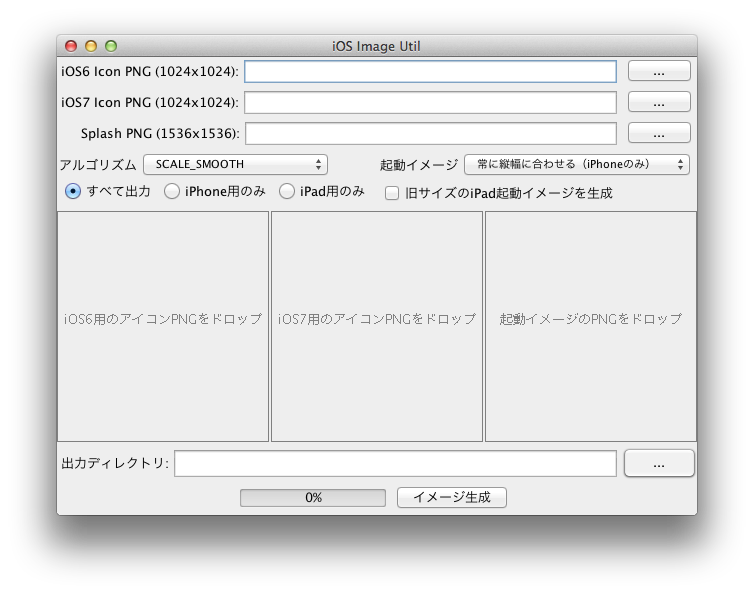 iOS Image Util
iOS6 Icon PNG (1024x1024): ...
iOS7 Icon PNG (1024x1024): ...
Splash PNG (1536x1536): ...
アルゴリズム SCALE_SMOOTH 起動イメージ 常に縦幅に合わせる（iPhoneのみ）
すべて出力 iPhone用のみ iPad用のみ 旧サイズのiPad起動イメージを生成
iOS6用のアイコンPNGをドロップ iOS7用のアイコンPNGをドロップ 起動イメージのPNGをドロップ
出力ディレクトリ: ...
0% イメージ生成